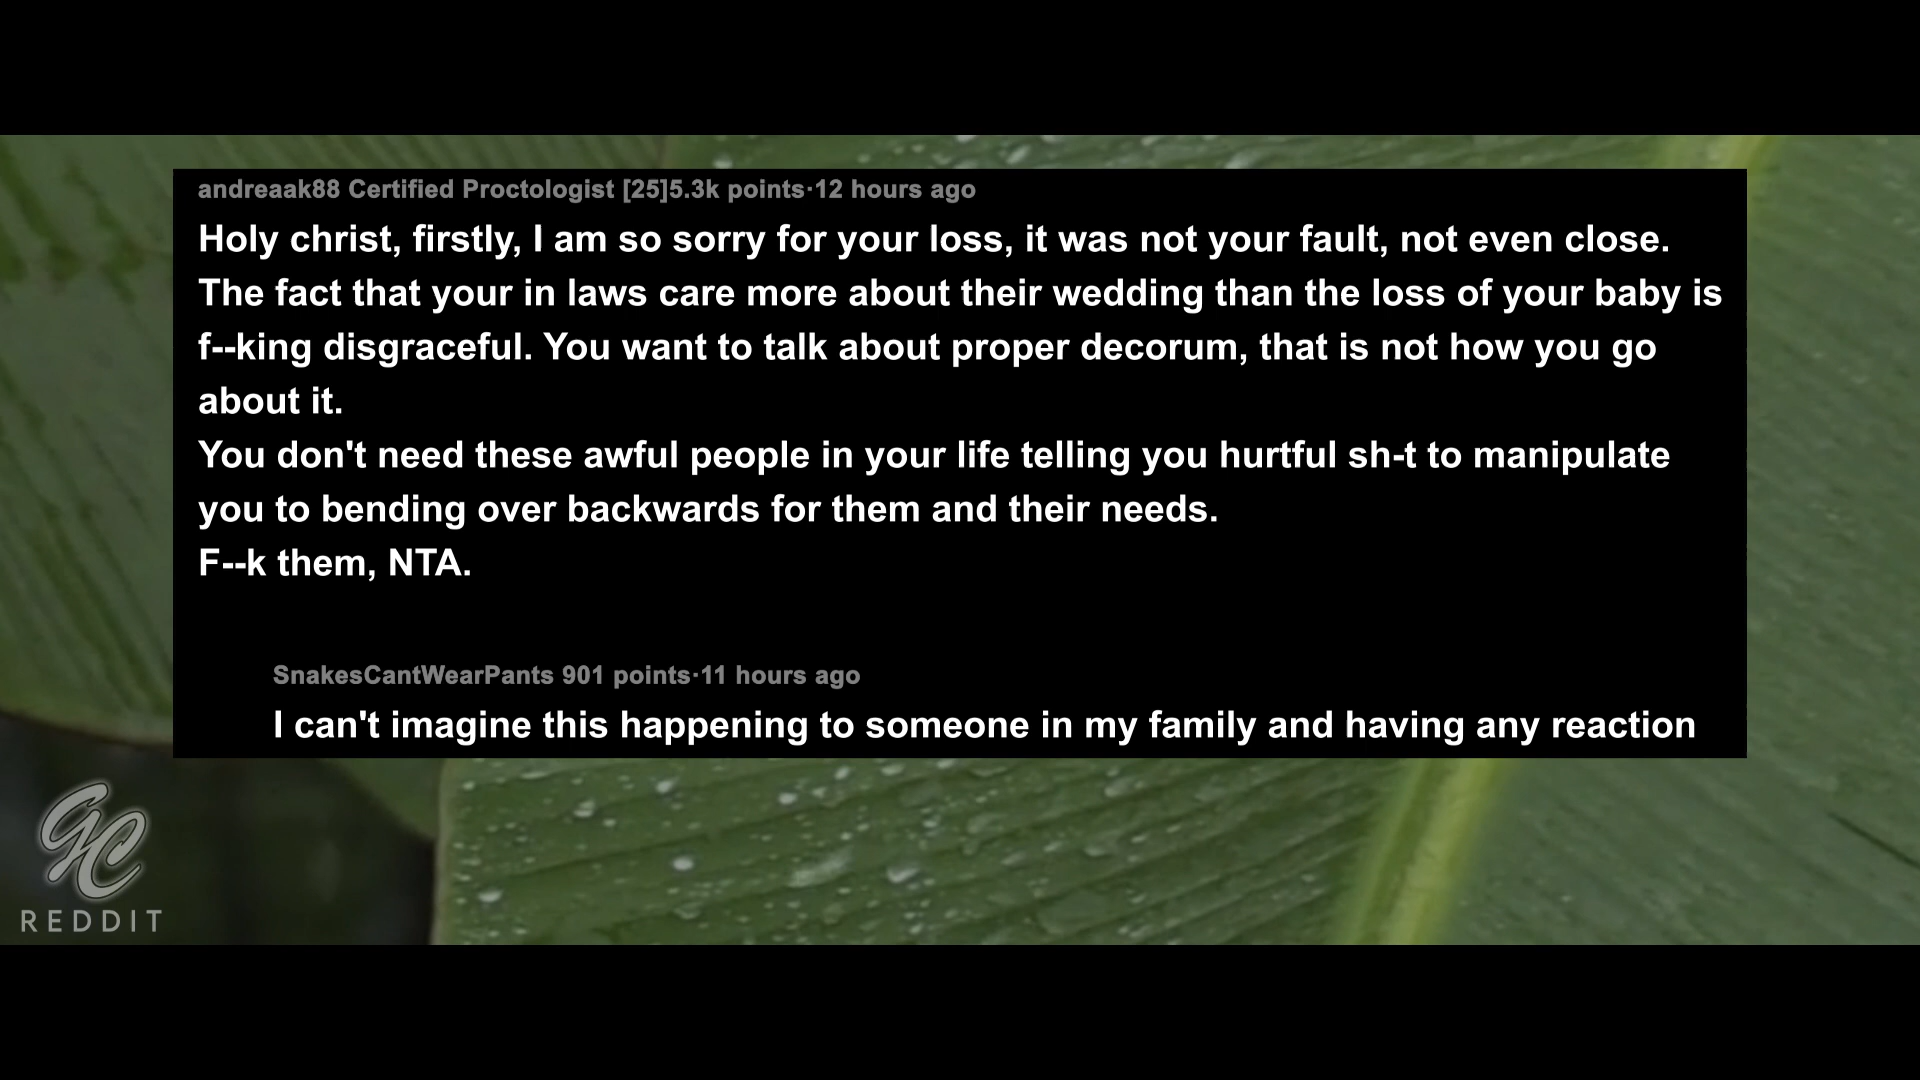 andreaak88 Certified Proctologist [25]5.3k points·12 hours ago
Holy christ, firstly, I am so sorry for your loss, it was not your fault, not even close.
The fact that your in laws care more about their wedding than the loss of your baby is
f--king disgraceful. You want to talk about proper decorum, that is not how you go
about it.
You don't need these awful people in your life telling you hurtful sh-t to manipulate
you to bending over backwards for them and their needs.
F--k them, NTA.
SnakesCantWearPants 901 points·11 hours ago
I can't imagine this happening to someone in my family and having any reaction
GC
REDDIT